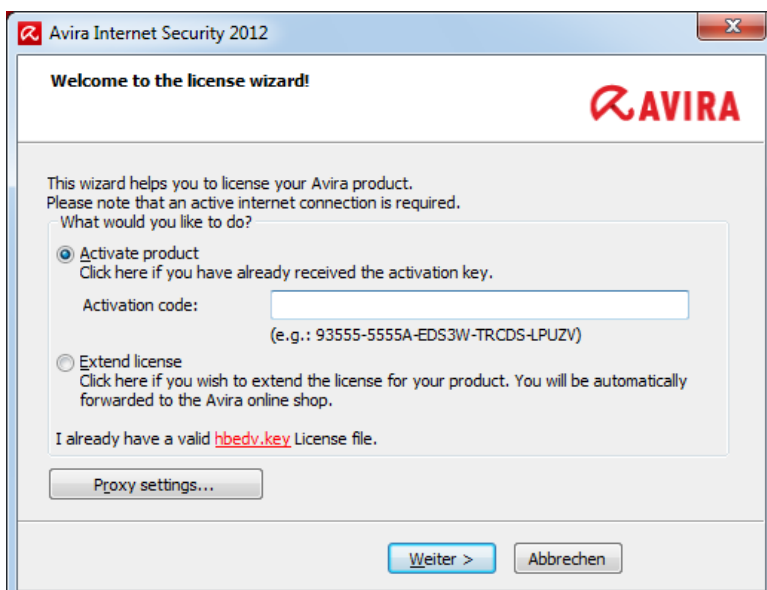 Avira Internet Security 2012
x
Welcome to the license wizard!
AVIRA
This wizard helps you to license your Avira product.
Please note that an active internet connection is required.
What would you like to do?
Activate product
Click here if you have already received the activation key.
Activation code:
(e.g.: 93555-5555A-EDS3W-TRCDS-LPUZV)
Extend license
Click here if you wish to extend the license for your product. You will be automatically
forwarded to the Avira online shop.
I already have a valid hbedv.key License file.
Proxy settings...
Weiter >
Abbrechen